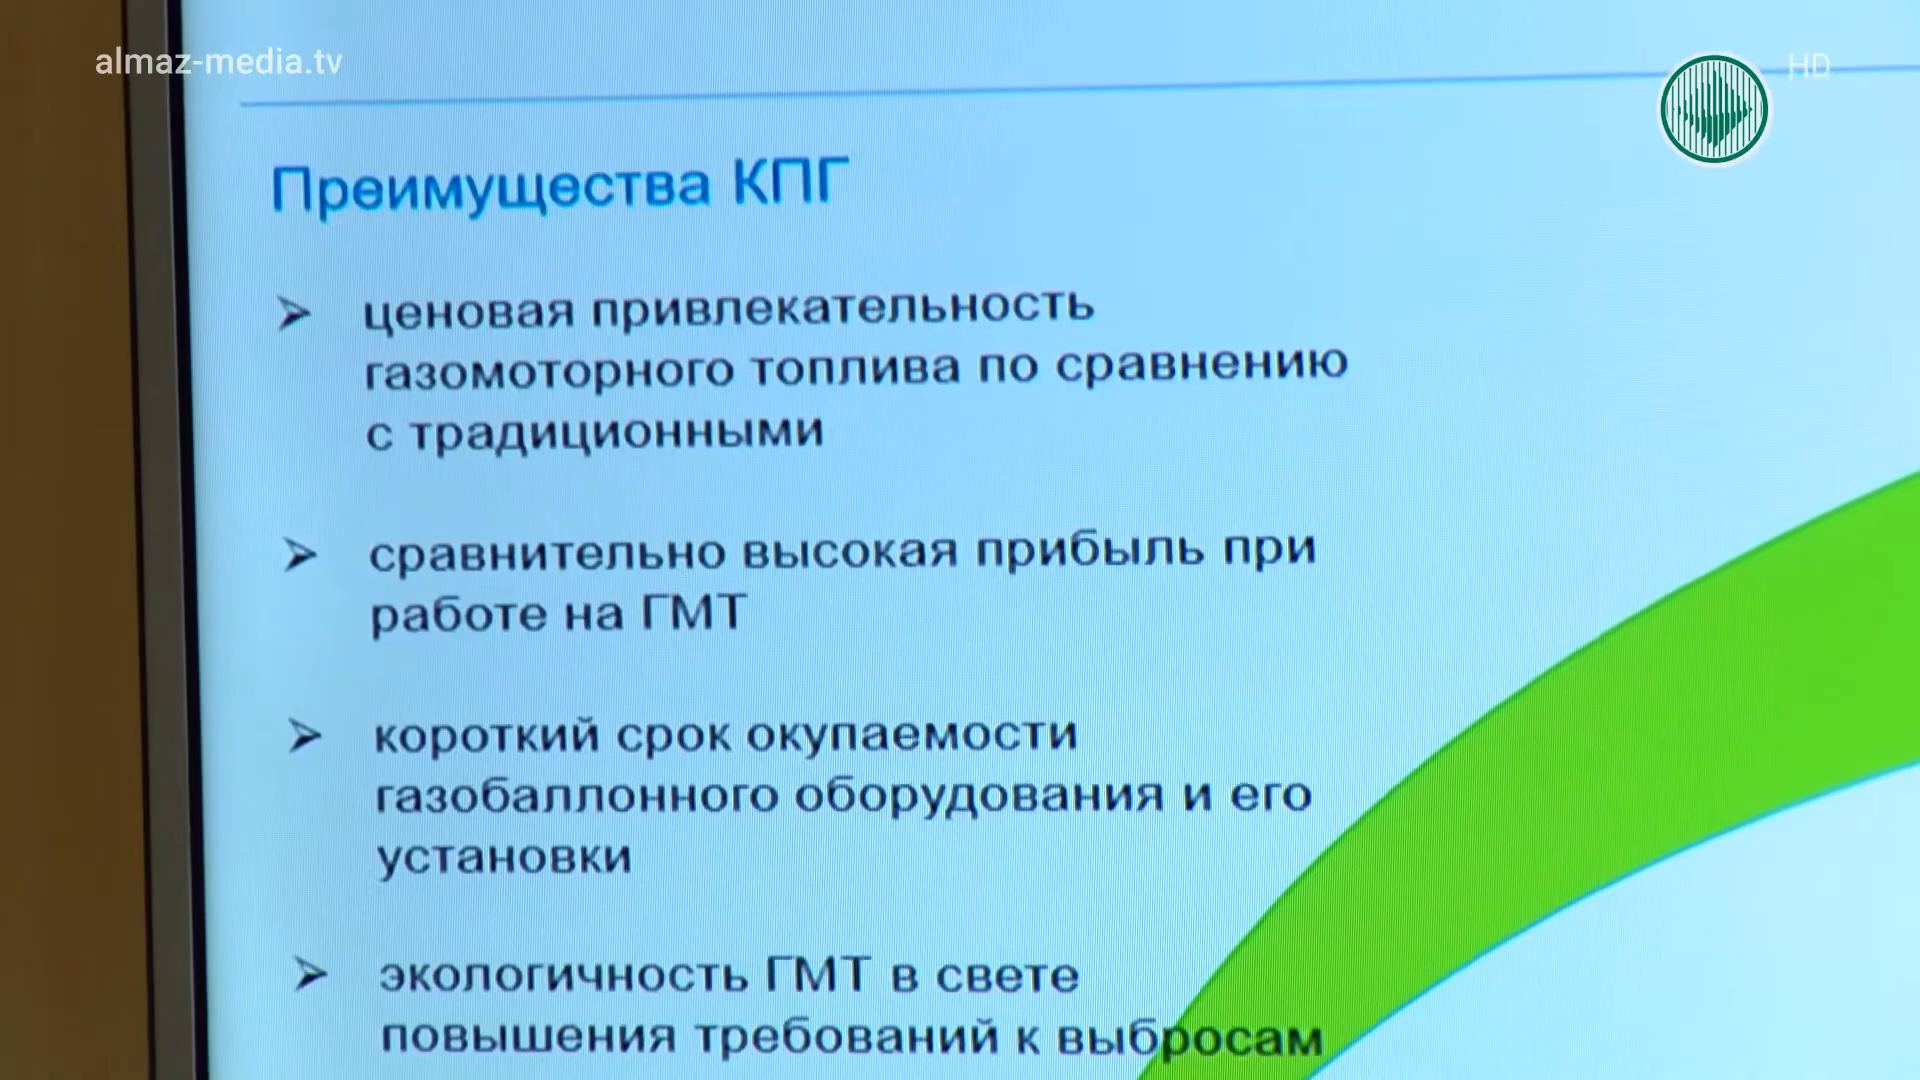 almaz-media.tv
HD
Преимущества КПГ
➢ ценовая привлекательность
газомоторного топлива по сравнению
с традиционными
➢ сравнительно высокая прибыль при
работе на ГМТ
➢ короткий срок окупаемости
газобаллонного оборудования и его
установки
➢ экологичность ГМТ в свете
повышения требований к выбросам